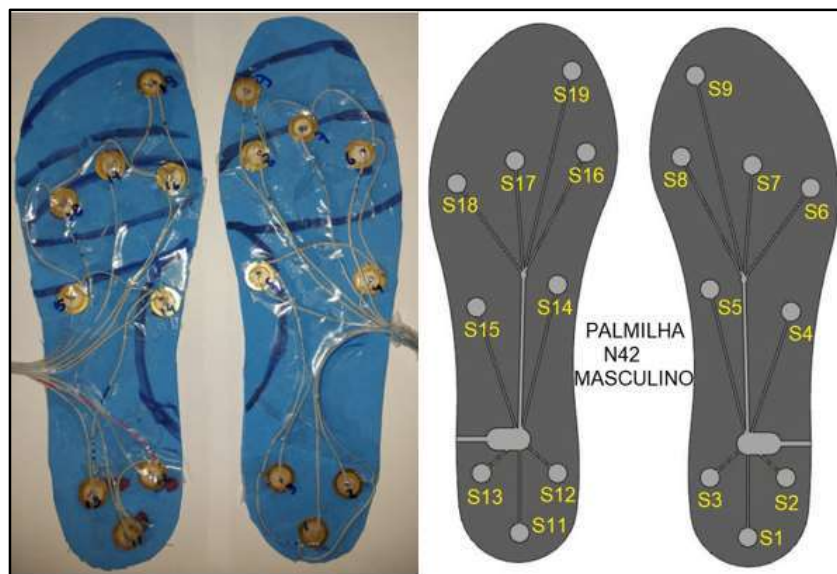 S19
S9
S17
S16
S8
S7
S18
S6
S14
S5
S15
S4
PALMILHA
N42
MASCULINO
S13
S12
S3
S2
S11
S1